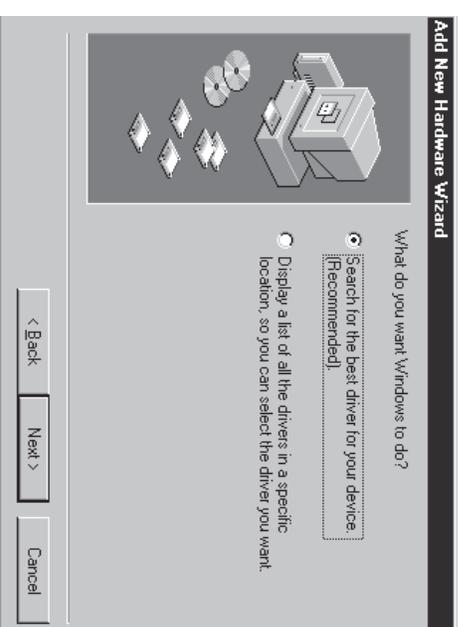 Add New Hardware Wizard
What do you want Windows to do?
Search for the best driver for your device.
(Recommended).
Display a list of all the drivers in a specific
location, so you can select the driver you want.
< Back
Next >
Cancel